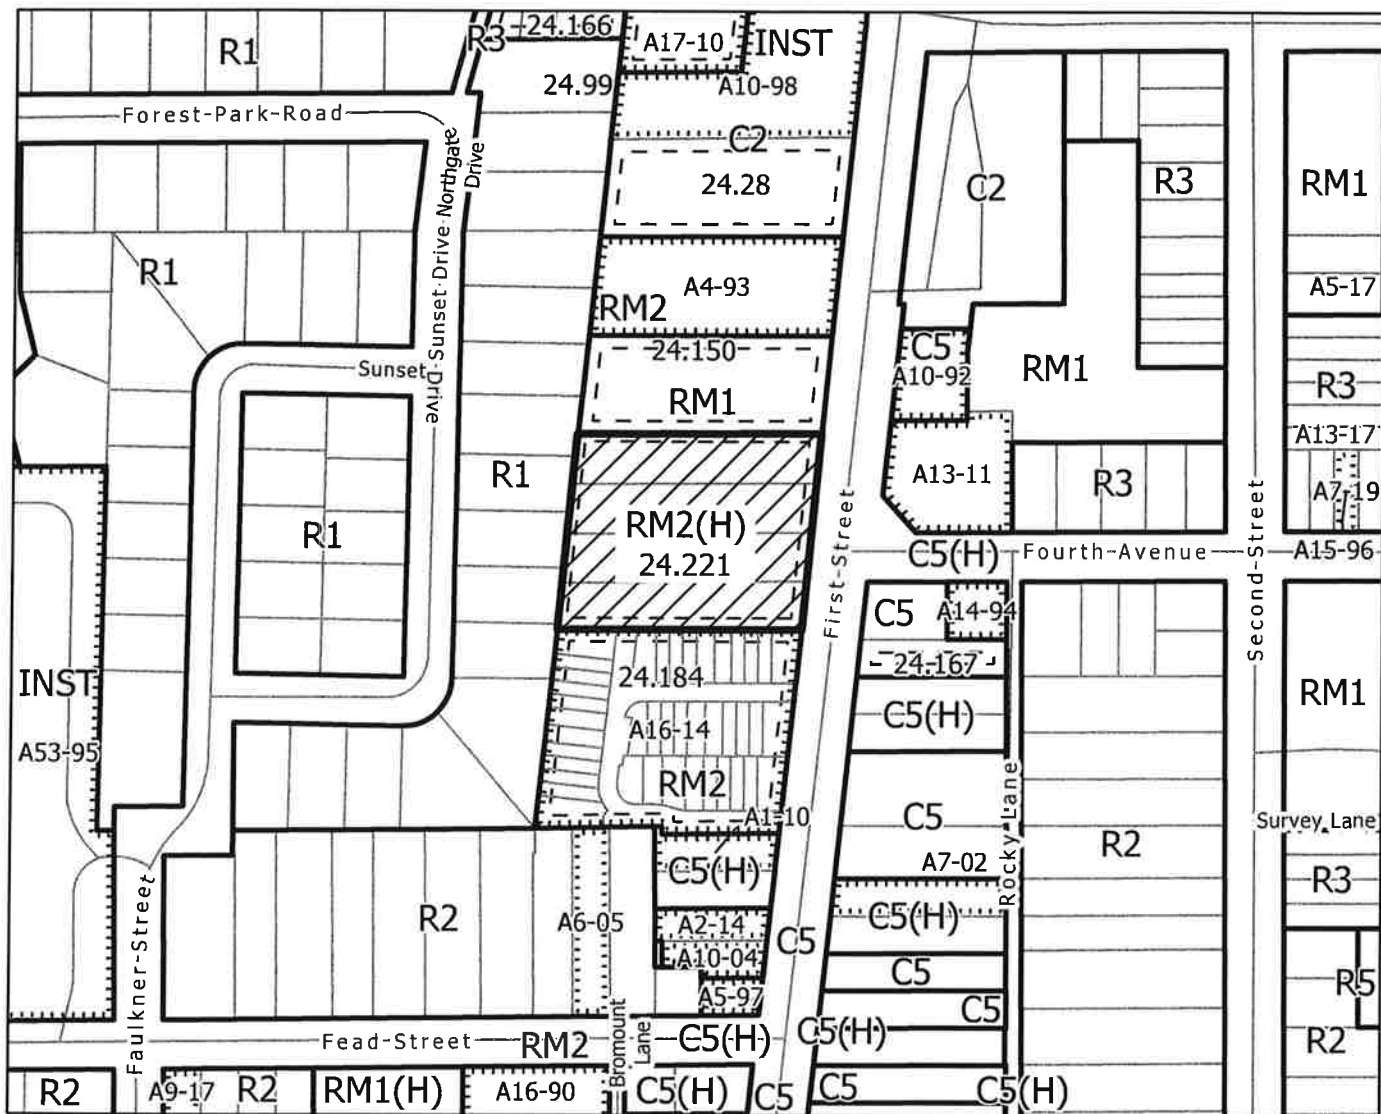 R1
R3
24.166
A17-10
INST
24.99
A10-98
Forest-Park-Road
Northgate
Drive
C2
24.28
C2
R3
RM1
R1
Sunset-Drive
A4-93
A5-17
RM2
Sunset
Drive
24.150
C5
A10-92
RM1
R3
RM1
A13-17
R1
A13-11
R3
A7-19
R1
RM2(H)
24.221
First-Street
C5(H)
Fourth-Avenue
Second-Street
A15-96
C5
A14-94
24.167
INST
24.184
RM1
C5(H)
A16-14
A53-95
RM2
A1-10
C5
Rocky Lane
Survey Lane
R2
A7-02
C5(H)
R3
Faulkner-Street
R2
A6-05
A2-14
C5(H)
C5
A10-04
C5
R5
A5-97
C5
Bromount
Lane
Fead-Street
RM2
C5(H)
C5(H)
R2
R2
A9-17
R2
RM1(H)
A16-90
C5(H)
C5
C5
C5(H)